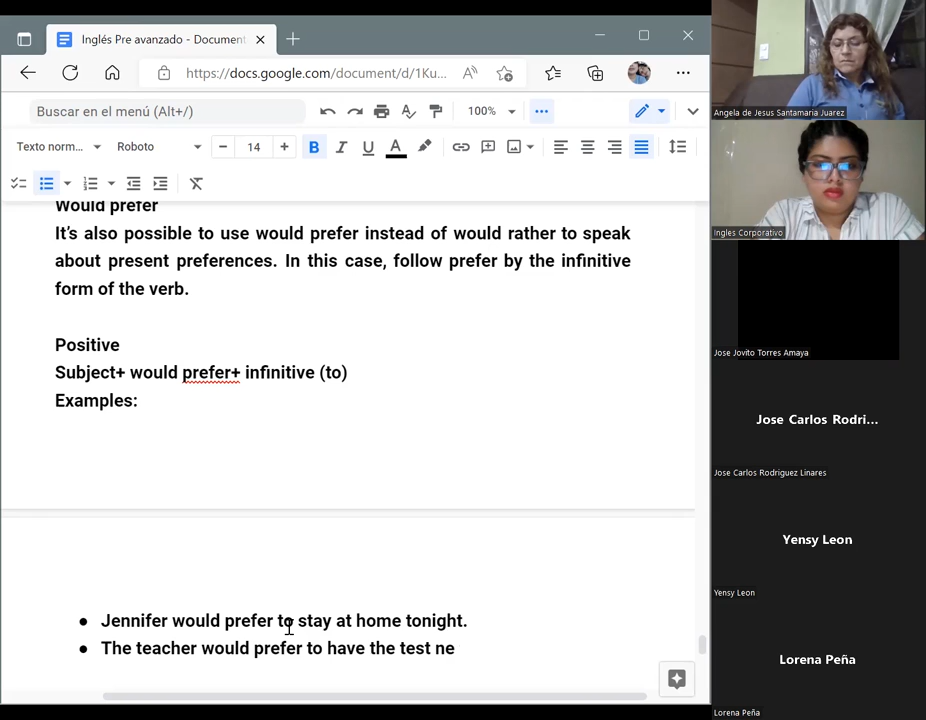 Inglés Pre avanzado - Document
https://docs.google.com/document/d/1Ku...
Buscar en el menú (Alt+/)
100%
Texto norm...
Roboto
14
Would prefer
It's also possible to use would prefer instead of would rather to speak
about present preferences. In this case, follow prefer by the infinitive
form of the verb.
Positive
Subject+ would prefer+ infinitive (to)
Examples:
● Jennifer would prefer to stay at home tonight.
● The teacher would prefer to have the test ne
Angela de Jesus Santamaria Juarez
Ingles Corporativo
Jose Jovito Torres Amaya
Jose Carlos Rodri...
Jose Carlos Rodriguez Linares
Yensy Leon
Yensy Leon
Lorena Peña
Lorena Peña